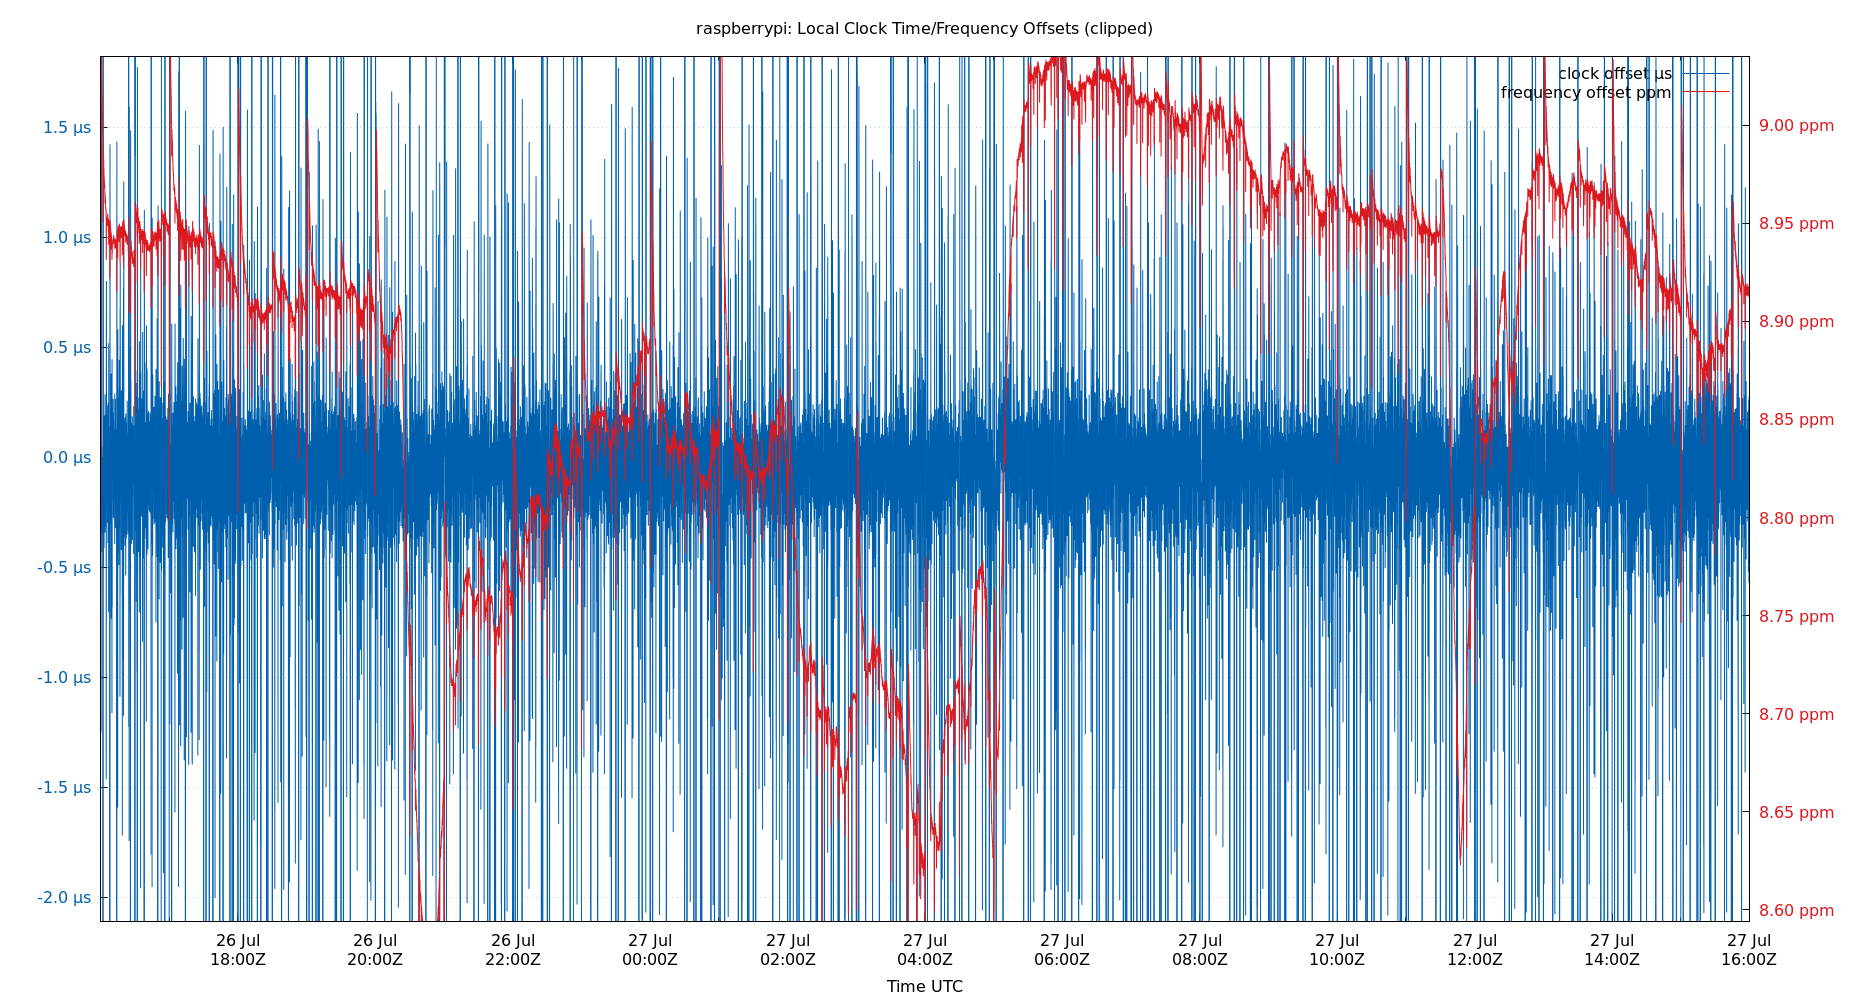 raspberrypi: Local Clock Time/Frequency Offsets (clipped)
clock offset µs
frequency offset ppm
1.5 µs
1.0 µs
0.5 µs
0.0 µs
-0.5 µs
-1.0 µs
-1.5 µs
-2.0 µs
9.00 ppm
8.95 ppm
8.90 ppm
8.85 ppm
8.80 ppm
8.75 ppm
8.70 ppm
8.65 ppm
8.60 ppm
26 Jul 26 Jul 26 Jul 27 Jul 27 Jul 27 Jul 27 Jul 27 Jul 27 Jul 27 Jul 27 Jul 27 Jul
18:00Z 20:00Z 22:00Z 00:00Z 02:00Z 04:00Z 06:00Z 08:00Z 10:00Z 12:00Z 14:00Z 16:00Z
Time UTC